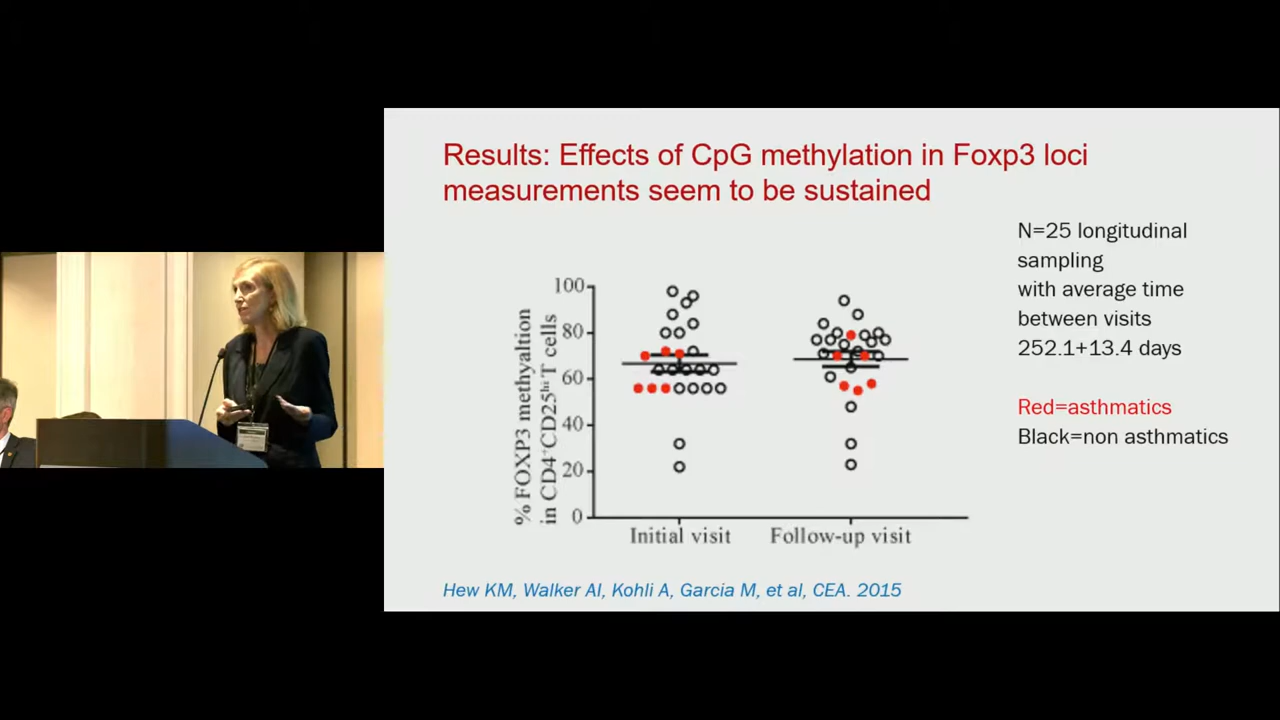 Results: Effects of CpG methylation in Foxp3 loci
measurements seem to be sustained
N=25 longitudinal
sampling
with average time
between visits
252.1+13.4 days
Red=asthmatics
Black=non asthmatics
% FOXP3 methyaltion
in CD4⁺CD25ʰⁱ T cells
100
80
60
40
20
0
Initial visit
Follow-up visit
Hew KM, Walker AI, Kohli A, Garcia M, et al, CEA. 2015